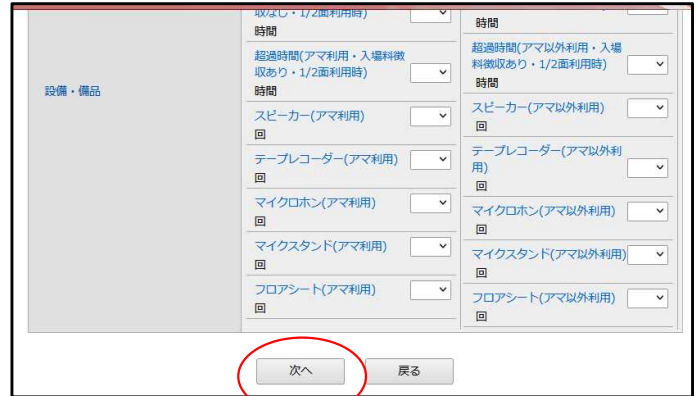 収なし・1/2面利用時)
時間
時間
設備・備品
超過時間(アマ利用・入場料徴
収あり・1/2面利用時)
時間
超過時間(アマ以外利用・入場
料徴収あり・1/2面利用時)
時間
スピーカー(アマ利用)
回
スピーカー(アマ以外利用)
回
テープレコーダー(アマ利用)
回
テープレコーダー(アマ以外利
用)
回
マイクロホン(アマ利用)
回
マイクロホン(アマ以外利用)
回
マイクスタンド(アマ利用)
回
マイクスタンド(アマ以外利用)
回
フロアシート(アマ利用)
回
フロアシート(アマ以外利用)
回
次へ
戻る